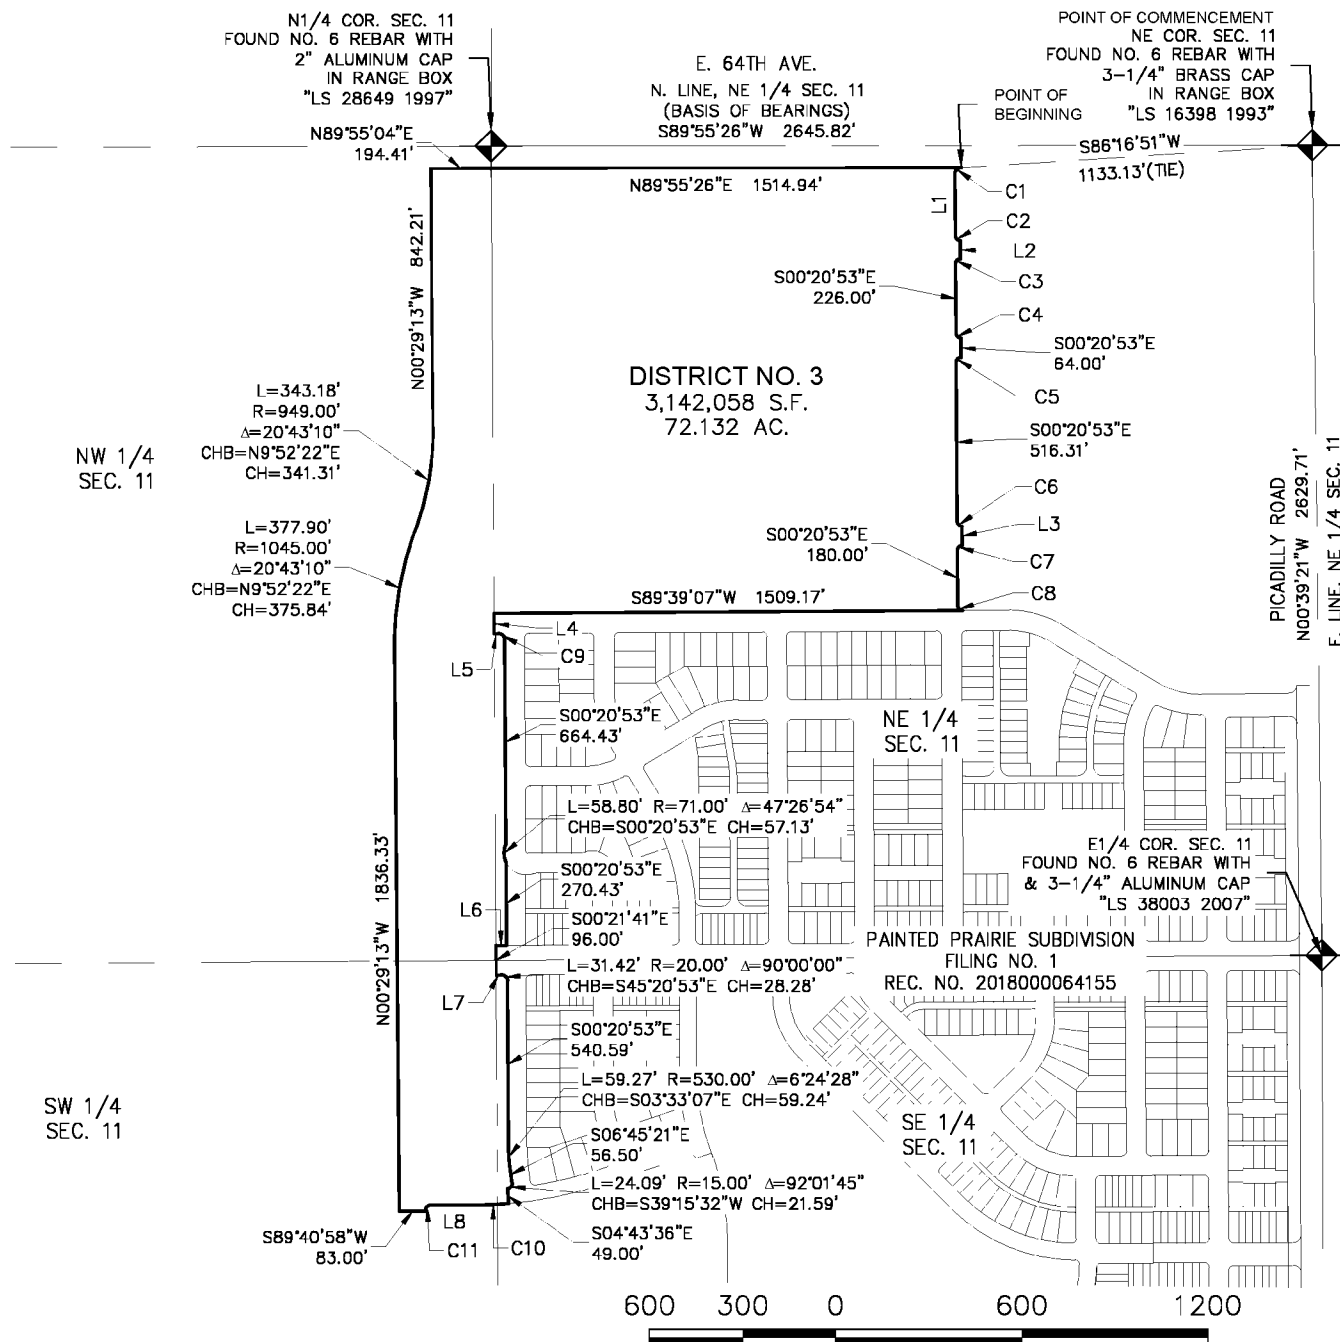 N1/4 COR. SEC. 11
FOUND NO. 6 REBAR WITH
2" ALUMINUM CAP
IN RANGE BOX
"LS 28649 1997"
E. 64TH AVE.
N. LINE, NE 1/4 SEC. 11
(BASIS OF BEARINGS)
S89°55'26"W 2645.82'
POINT OF COMMENCEMENT
NE COR. SEC. 11
FOUND NO. 6 REBAR WITH
3-1/4" BRASS CAP
IN RANGE BOX
"LS 16398 1993"
POINT OF
BEGINNING
N89°55'04"E
194.41'
S86°16'51"W
1133.13'(TIE)
N89°55'26"E 1514.94'
L1
C1
C2
L2
C3
S00°20'53"E
226.00'
C4
S00°20'53"E
64.00'
N00°29'13"W 842.21'
DISTRICT NO. 3
3,142,058 S.F.
72.132 AC.
C5
S00°20'53"E
516.31'
L=343.18'
R=949.00'
Δ=20°43'10"
CHB=N9°52'22"E
CH=341.31'
NW 1/4
SEC. 11
C6
L3
S00°20'53"E
180.00'
C7
C8
L=377.90'
R=1045.00'
Δ=20°43'10"
CHB=N9°52'22"E
CH=375.84'
PICADILLY ROAD
N00°39'21"W 2629.71'
E. LINE, NE 1/4 SEC. 11
S89°39'07"W 1509.17'
L4
C9
L5
S00°20'53"E
664.43'
NE 1/4
SEC. 11
L=58.80' R=71.00' Δ=47°26'54"
CHB=S00°20'53"E CH=57.13'
E1/4 COR. SEC. 11
FOUND NO. 6 REBAR WITH
& 3-1/4" ALUMINUM CAP
"LS 38003 2007"
S00°20'53"E
270.43'
L6
S00°21'41"E
96.00'
N00°29'13"W 1836.33'
PAINTED PRAIRIE SUBDIVISION
FILING NO. 1
REC. NO. 2018000064155
L=31.42' R=20.00' Δ=90°00'00"
CHB=S45°20'53"E CH=28.28'
L7
S00°20'53"E
540.59'
L=59.27' R=530.00' Δ=6°24'28"
CHB=S03°33'07"E CH=59.24'
SW 1/4
SEC. 11
SE 1/4
SEC. 11
S06°45'21"E
56.50'
L=24.09' R=15.00' Δ=92°01'45"
CHB=S39°15'32"W CH=21.59'
S89°40'58"W
83.00'
L8
C11
C10
S04°43'36"E
49.00'
600 300 0 600 1200